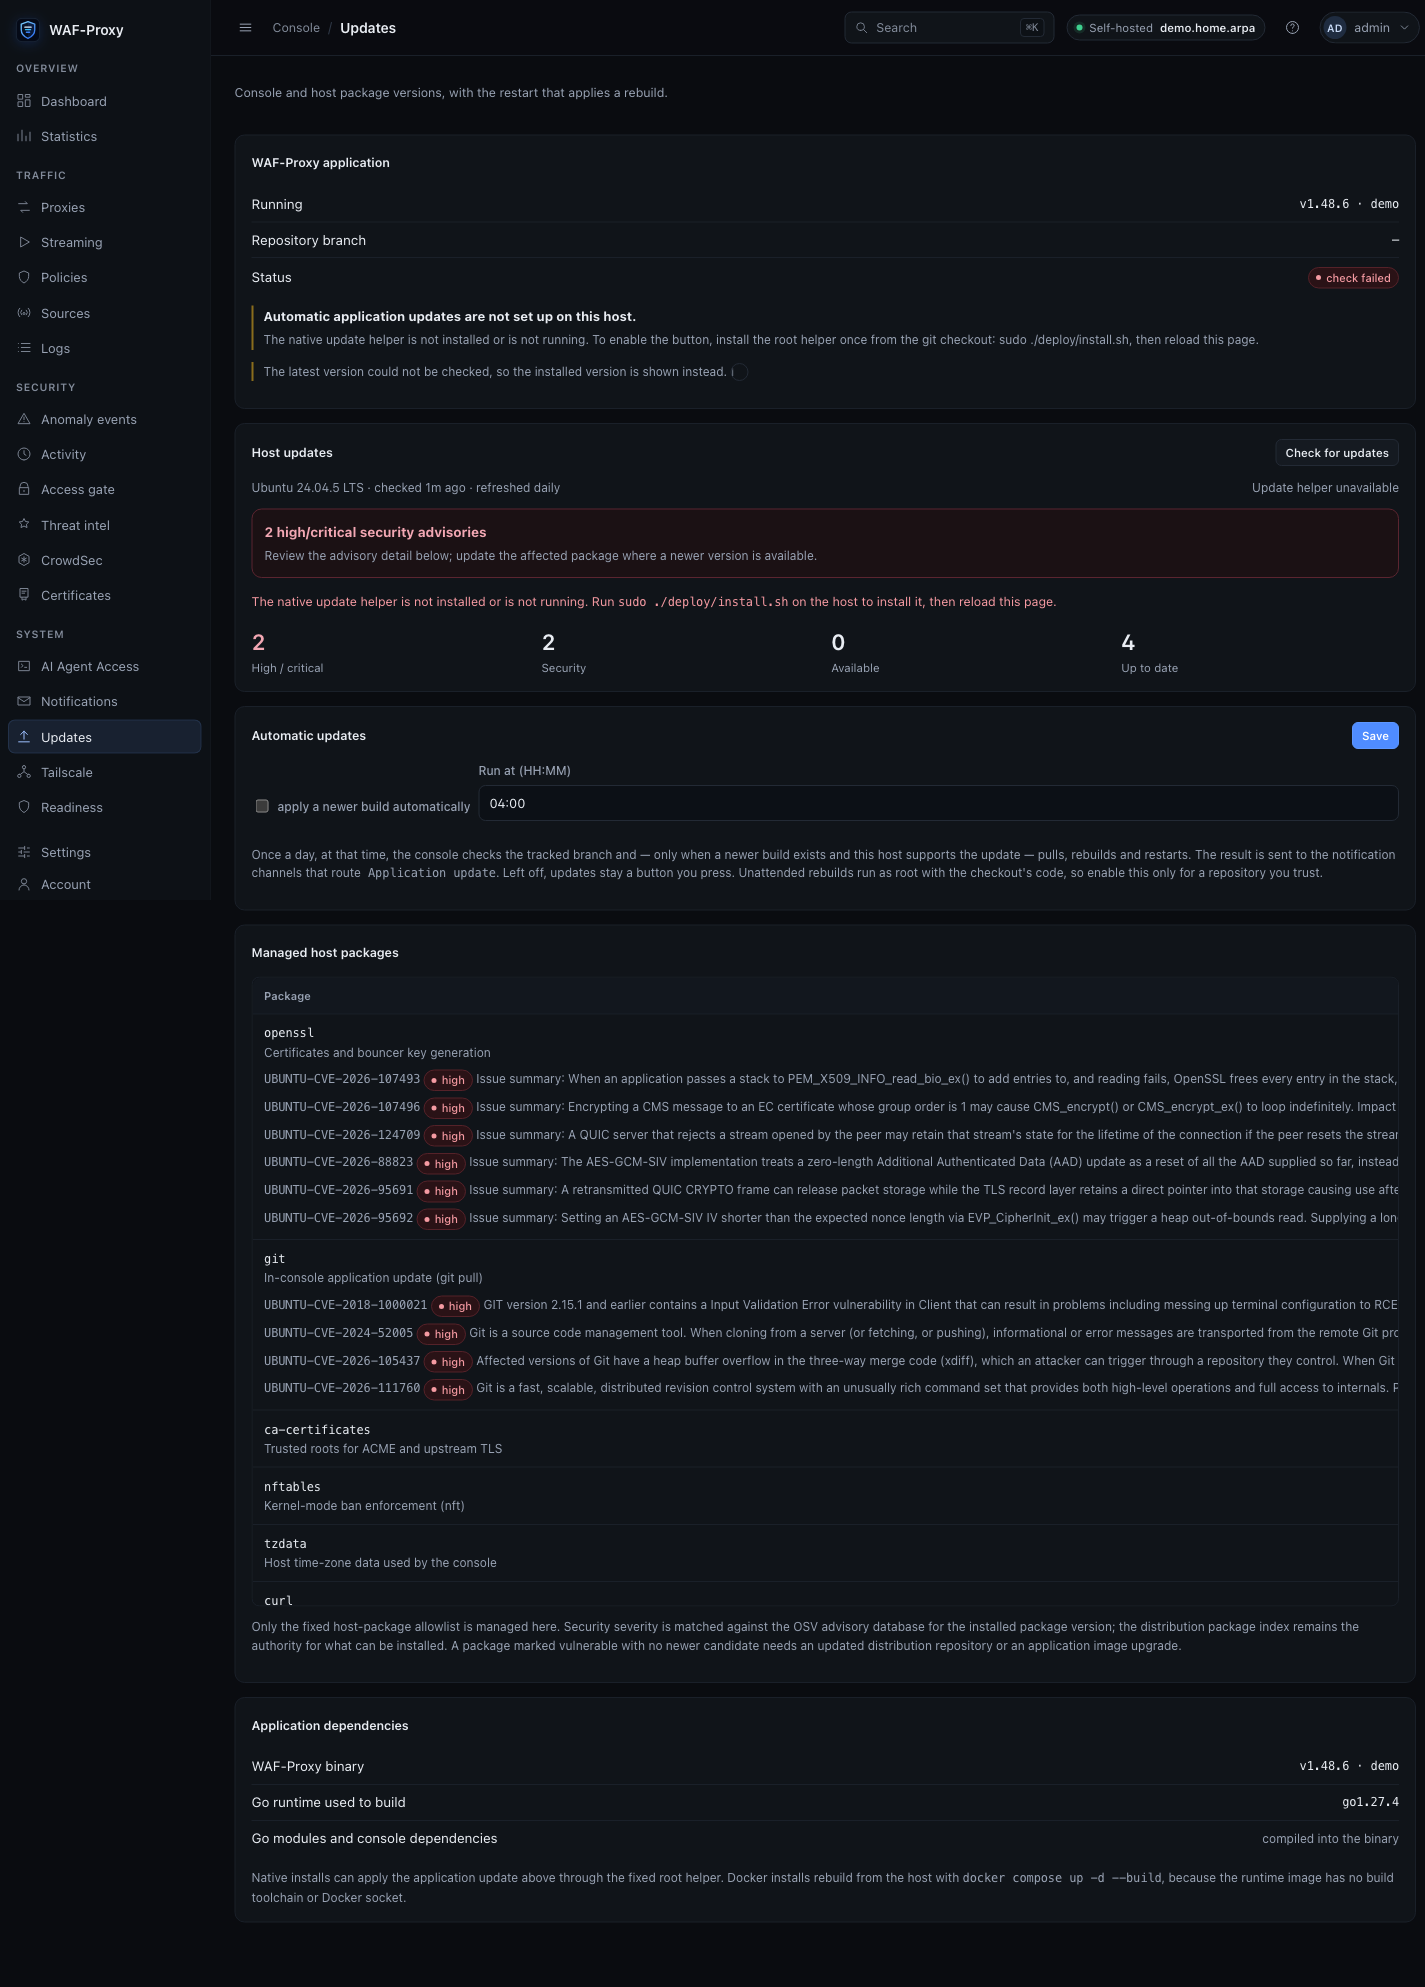 WAF-Proxy
OVERVIEW
Dashboard
Statistics
TRAFFIC
Proxies
Streaming
Policies
Sources
Logs
SECURITY
Anomaly events
Activity
Access gate
Threat intel
CrowdSec
Certificates
SYSTEM
AI Agent Access
Notifications
Updates
Tailscale
Readiness
Settings
Account
Console / Updates
Search ⌘K
Self-hosted demo.home.arpa
AD admin
Console and host package versions, with the restart that applies a rebuild.
WAF-Proxy application
Running v1.48.6 · demo
Repository branch —
Status check failed
Automatic application updates are not set up on this host.
The native update helper is not installed or is not running. To enable the button, install the root helper once from the git checkout: sudo ./deploy/install.sh, then reload this page.
The latest version could not be checked, so the installed version is shown instead.
Host updates Check for updates
Ubuntu 24.04.5 LTS · checked 1m ago · refreshed daily Update helper unavailable
2 high/critical security advisories
Review the advisory detail below; update the affected package where a newer version is available.
The native update helper is not installed or is not running. Run sudo ./deploy/install.sh on the host to install it, then reload this page.
2 2 0 4
High / critical Security Available Up to date
Automatic updates Save
Run at (HH:MM)
apply a newer build automatically 04:00
Once a day, at that time, the console checks the tracked branch and — only when a newer build exists and this host supports the update — pulls, rebuilds and restarts. The result is sent to the notification
channels that route Application update. Left off, updates stay a button you press. Unattended rebuilds run as root with the checkout's code, so enable this only for a repository you trust.
Managed host packages
Package
openssl
Certificates and bouncer key generation
UBUNTU-CVE-2026-107493 high Issue summary: When an application passes a stack to PEM_X509_INFO_read_bio_ex() to add entries to, and reading fails, OpenSSL frees every entry in the stack,
UBUNTU-CVE-2026-107496 high Issue summary: Encrypting a CMS message to an EC certificate whose group order is 1 may cause CMS_encrypt() or CMS_encrypt_ex() to loop indefinitely. Impact
UBUNTU-CVE-2026-124709 high Issue summary: A QUIC server that rejects a stream opened by the peer may retain that stream's state for the lifetime of the connection if the peer resets the
UBUNTU-CVE-2026-88823 high Issue summary: The AES-GCM-SIV implementation treats a zero-length Additional Authenticated Data (AAD) update as a reset of all the AAD supplied so far, instead
UBUNTU-CVE-2026-95691 high Issue summary: A retransmitted QUIC CRYPTO frame can release packet storage while the TLS record layer retains a direct pointer into that storage causing use
UBUNTU-CVE-2026-95692 high Issue summary: Setting an AES-GCM-SIV IV shorter than the expected nonce length via EVP_CipherInit_ex() may trigger a heap out-of-bounds read. Supplying a
git
In-console application update (git pull)
UBUNTU-CVE-2018-1000021 high GIT version 2.15.1 and earlier contains a Input Validation Error vulnerability in Client that can result in problems including messing up terminal configuration to RCE
UBUNTU-CVE-2024-52005 high Git is a source code management tool. When cloning from a server (or fetching, or pushing), informational or error messages are transported from the remote Git
UBUNTU-CVE-2026-105437 high Affected versions of Git have a heap buffer overflow in the three-way merge code (xdiff), which an attacker can trigger through a repository they control. When Git
UBUNTU-CVE-2026-111760 high Git is a fast, scalable, distributed revision control system with an unusually rich command set that provides both high-level operations and full access to internals.
ca-certificates
Trusted roots for ACME and upstream TLS
nftables
Kernel-mode ban enforcement (nft)
tzdata
Host time-zone data used by the console
curl
Only the fixed host-package allowlist is managed here. Security severity is matched against the OSV advisory database for the installed package version; the distribution package index remains the
authority for what can be installed. A package marked vulnerable with no newer candidate needs an updated distribution repository or an application image upgrade.
Application dependencies
WAF-Proxy binary v1.48.6 · demo
Go runtime used to build go1.27.4
Go modules and console dependencies compiled into the binary
Native installs can apply the application update above through the fixed root helper. Docker installs rebuild from the host with docker compose up -d --build, because the runtime image has no build
toolchain or Docker socket.